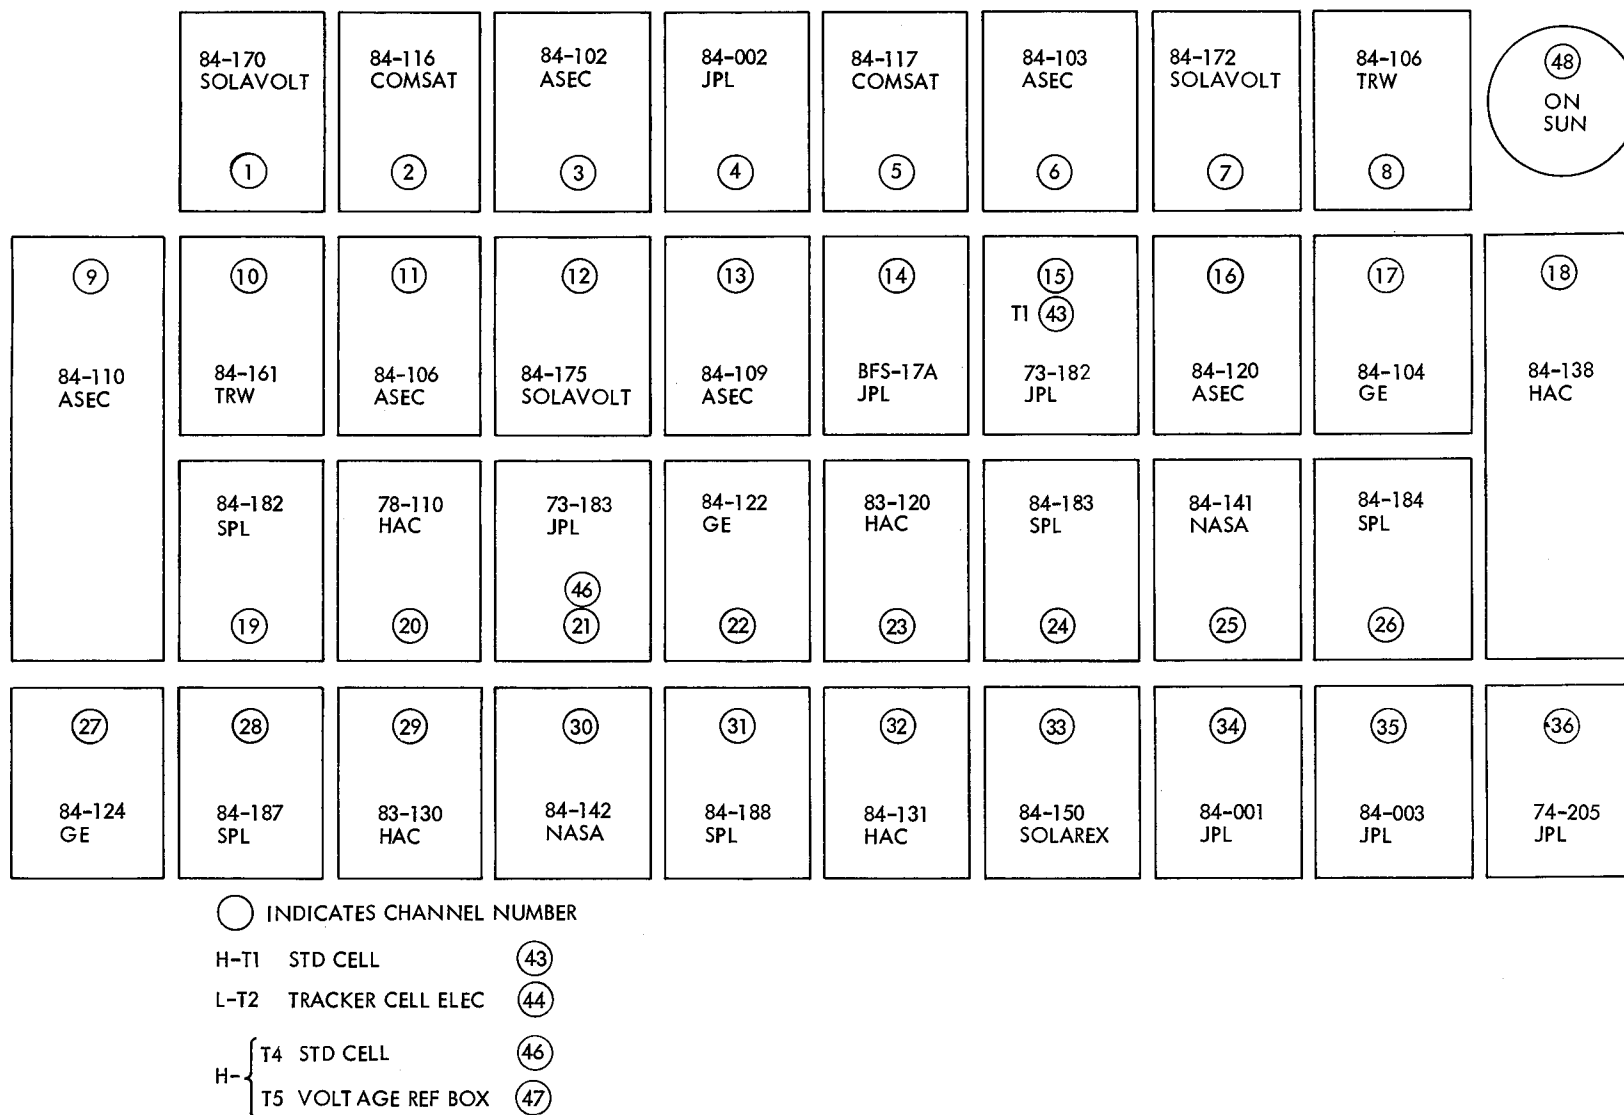 84-170
SOLAVOLT
1
84-116
COMSAT
2
84-102
ASEC
3
84-002
JPL
4
84-117
COMSAT
5
84-103
ASEC
6
84-172
SOLAVOLT
7
84-106
TRW
8
48
ON
SUN
9
84-110
ASEC
10
84-161
TRW
11
84-106
ASEC
12
84-175
SOLAVOLT
13
84-109
ASEC
14
BFS-17A
JPL
15
T1 43
73-182
JPL
16
84-120
ASEC
17
84-104
GE
18
84-138
HAC
84-182
SPL
19
78-110
HAC
20
73-183
JPL
46
21
84-122
GE
22
83-120
HAC
23
84-183
SPL
24
84-141
NASA
25
84-184
SPL
26
27
84-124
GE
28
84-187
SPL
29
83-130
HAC
30
84-142
NASA
31
84-188
SPL
32
84-131
HAC
33
84-150
SOLAREX
34
84-001
JPL
35
84-003
JPL
36
74-205
JPL
INDICATES CHANNEL NUMBER
H-T1 STD CELL 43
L-T2 TRACKER CELL ELEC 44
H-
T4 STD CELL 46
T5 VOLTAGE REF BOX 47